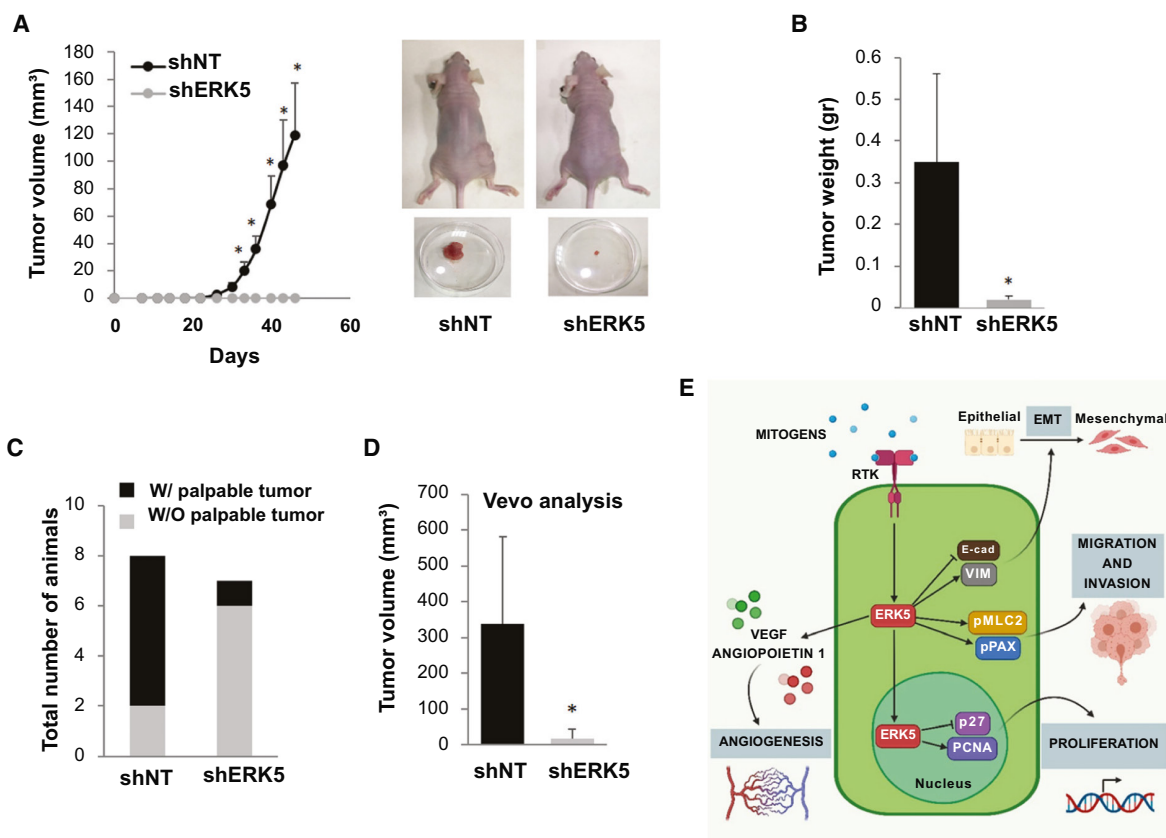 A
Tumor volume (mm³)
180
160
140
120
100
80
60
40
20
0
shNT
shERK5
*
*
*
*
*
*
0
20
40
60
Days
shNT
shERK5
B
Tumor weight (gr)
0.6
0.5
0.4
0.3
0.2
0.1
0
*
shNT
shERK5
C
W/ palpable tumor
W/O palpable tumor
Total number of animals
10
8
6
4
2
0
shNT
shERK5
D
Vevo analysis
Tumor volume (mm³)
700
600
500
400
300
200
100
0
*
shNT
shERK5
E
MITOGENS
RTK
Epithelial
EMT
Mesenchymal
E-cad
VIM
MIGRATION
AND
INVASION
ERK5
pMLC2
pPAX
VEGF
ANGIOPOIETIN 1
ANGIOGENESIS
ERK5
p27
PCNA
Nucleus
PROLIFERATION